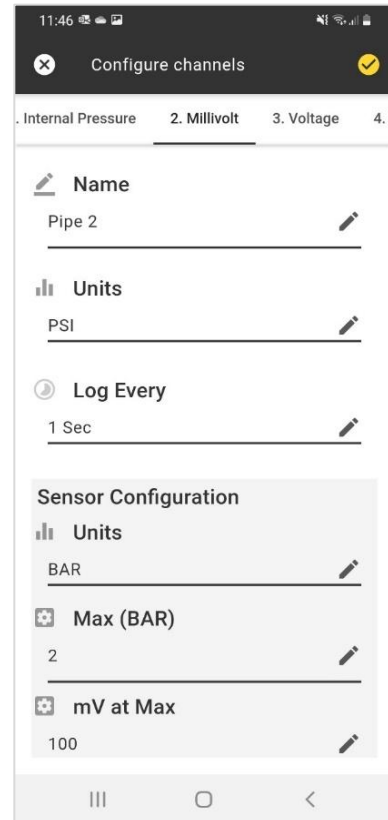 11:46
Configure channels
. Internal Pressure 2. Millivolt 3. Voltage 4.
Name
Pipe 2
Units
PSI
Log Every
1 Sec
Sensor Configuration
Units
BAR
Max (BAR)
2
mV at Max
100